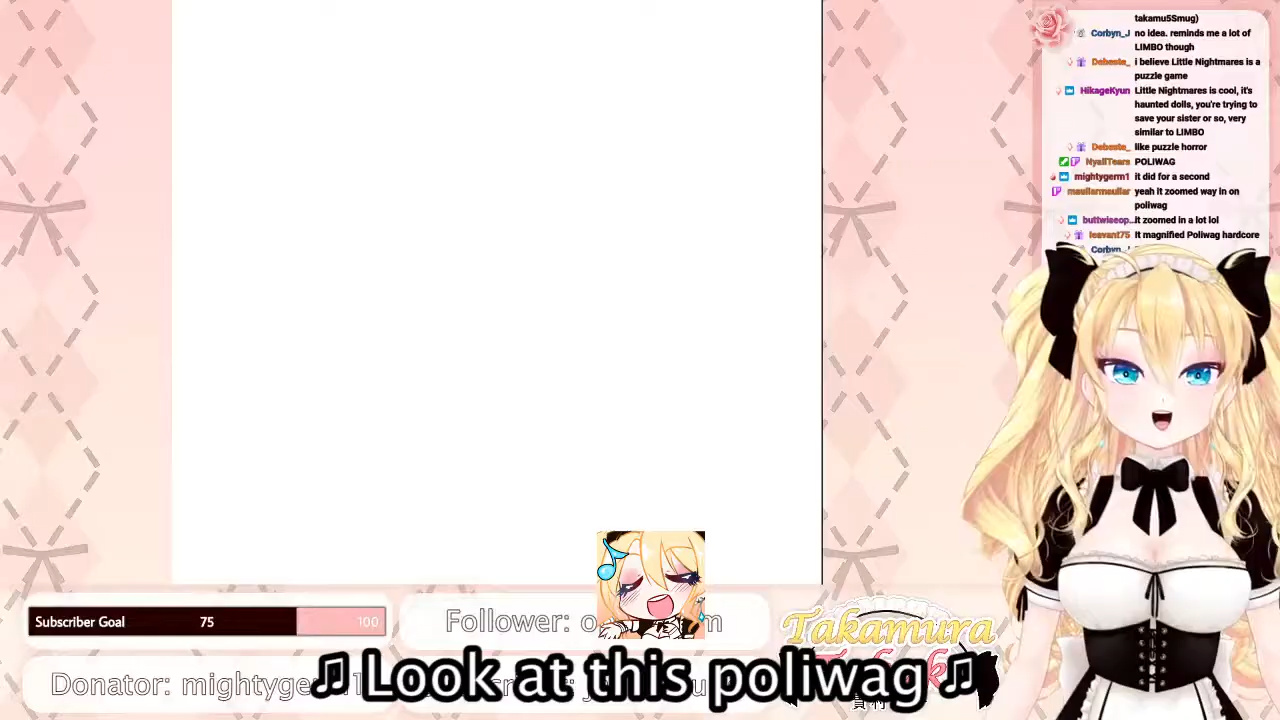 takamu5Smug)
Corbyn_J no idea. reminds me a lot of
LIMBO though
Debeste_ i believe Little Nightmares is a
puzzle game
HikageKyun Little Nightmares is cool, it's
haunted dolls, you're trying to
save your sister or so, very
similar to LIMBO
Debeste_ like puzzle horror
NyallTears POLIWAG
mightygerm1 it did for a second
maullarmaullar yeah it zoomed way in on
poliwag
buttwiseop... it zoomed in a lot lol
leavant75 It magnified Poliwag hardcore
Corbyn_J
Subscriber Goal 75 100
Follower:
Takamura
Donator:
♫ Look at this poliwag ♫